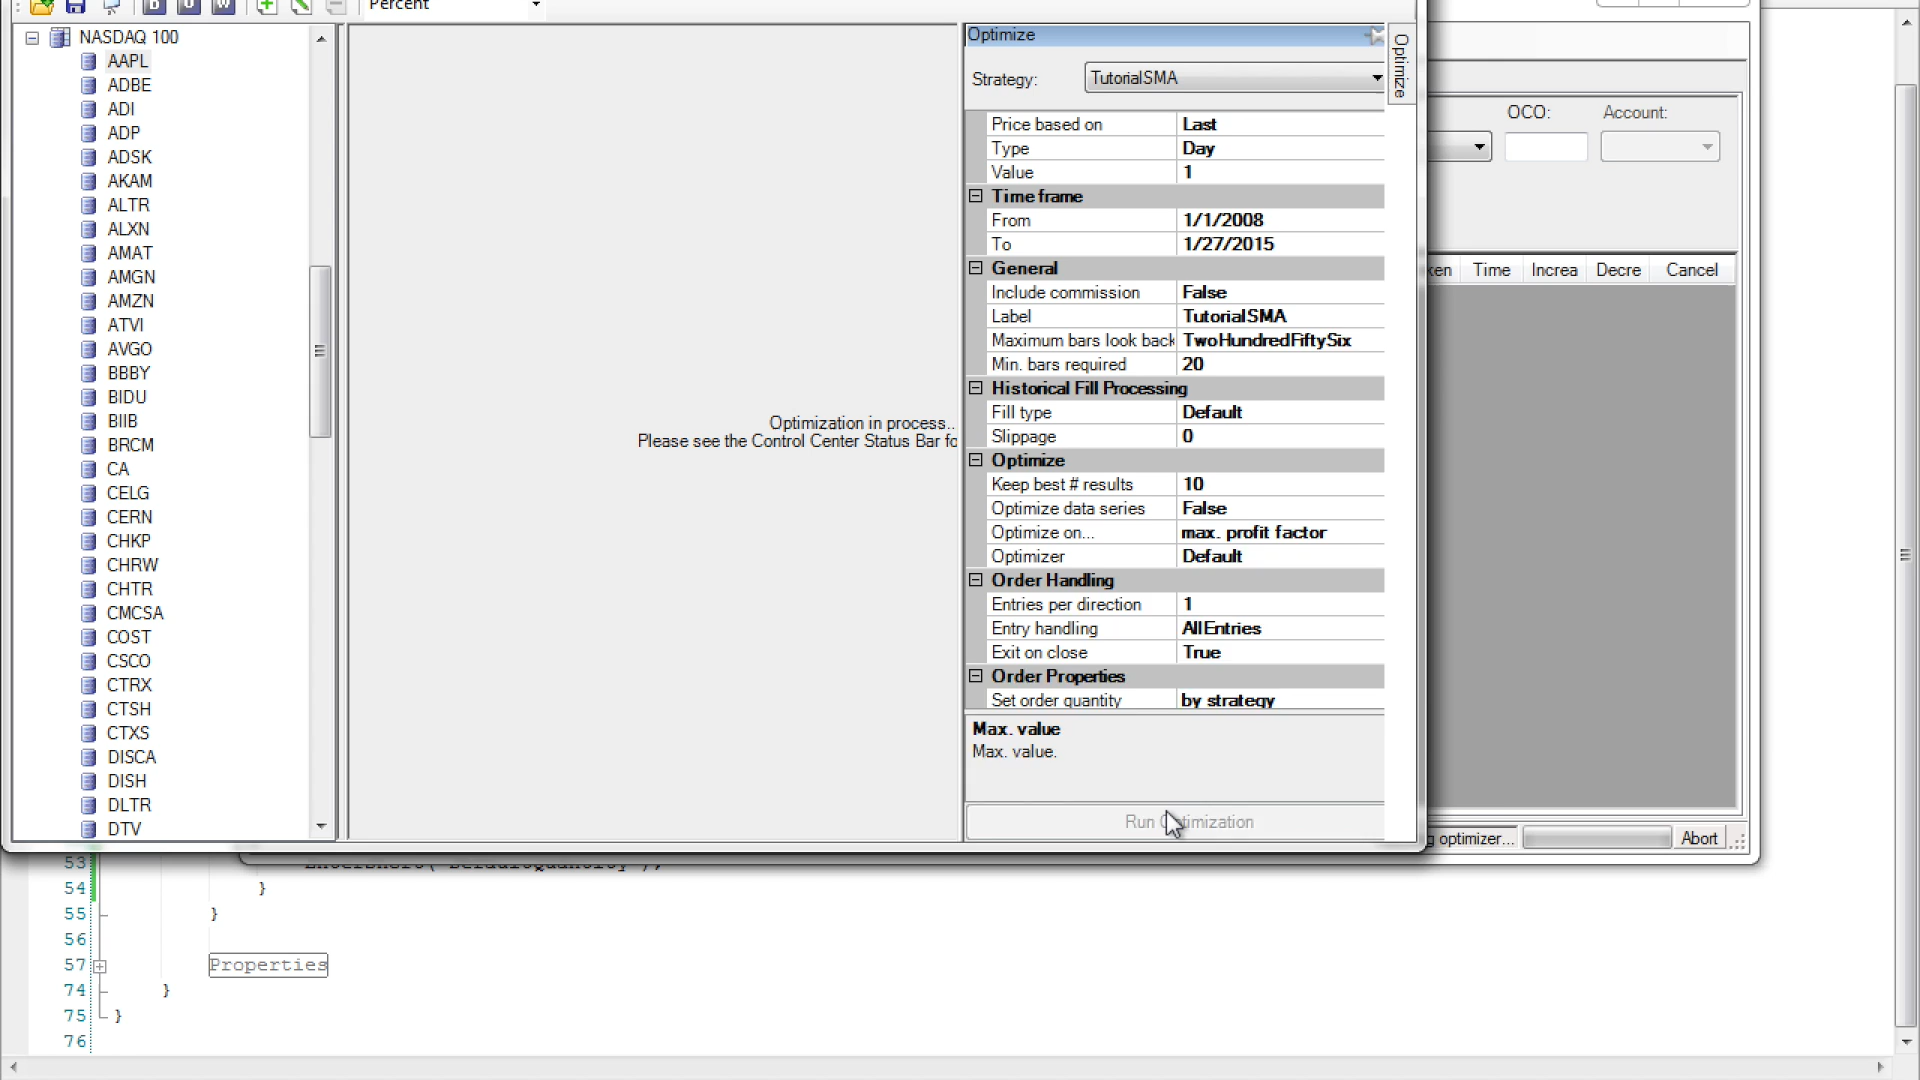 Percent
NASDAQ 100
AAPL
ADBE
ADI
ADP
ADSK
AKAM
ALTR
ALXN
AMAT
AMGN
AMZN
ATVI
AVGO
BBBY
BIDU
BIIB
BRCM
CA
CELG
CERN
CHKP
CHRW
CHTR
CMCSA
COST
CSCO
CTRX
CTSH
CTXS
DISCA
DISH
DLTR
DTV
Optimization in process..
Please see the Control Center Status Bar fo
Optimize
Strategy: TutorialSMA
Price based on Last
Type Day
Value 1
Time frame
From 1/1/2008
To 1/27/2015
General
Include commission False
Label TutorialSMA
Maximum bars look back TwoHundredFiftySix
Min. bars required 20
Historical Fill Processing
Fill type Default
Slippage 0
Optimize
Keep best # results 10
Optimize data series False
Optimize on... max. profit factor
Optimizer Default
Order Handling
Entries per direction 1
Entry handling AllEntries
Exit on close True
Order Properties
Set order quantity by strategy
Max. value
Max. value.
Run Optimization
Optimize
OCO: Account:
ken Time Increa Decre Cancel
g optimizer... Abort
53
54 }
55 }
56
57 Properties
74 }
75 }
76